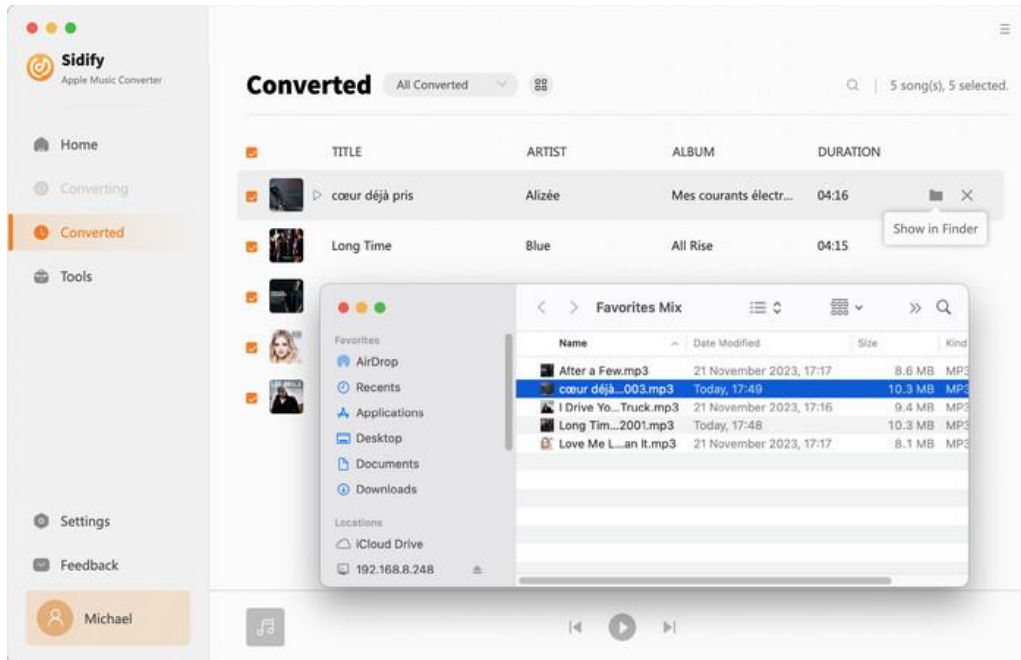 Sidify
Apple Music Converter
Home
Converting
Converted
Tools
Settings
Feedback
Michael
Converted All Converted 5 song(s), 5 selected.
TITLE ARTIST ALBUM DURATION
cœur déjà pris Alizée Mes courants électr... 04:16
Show in Finder
Long Time Blue All Rise 04:15
Favorites Mix
Favorites
AirDrop
Recents
Applications
Desktop
Documents
Downloads
Locations
iCloud Drive
192.168.8.248
Name Date Modified Size Kind
After a Few.mp3 21 November 2023, 17:17 8.6 MB MP3
cœur déjà...003.mp3 Today, 17:49 10.3 MB MP3
I Drive Yo...Truck.mp3 21 November 2023, 17:16 9.4 MB MP3
Long Tim...2001.mp3 Today, 17:48 10.3 MB MP3
Love Me L...an It.mp3 21 November 2023, 17:17 8.1 MB MP3